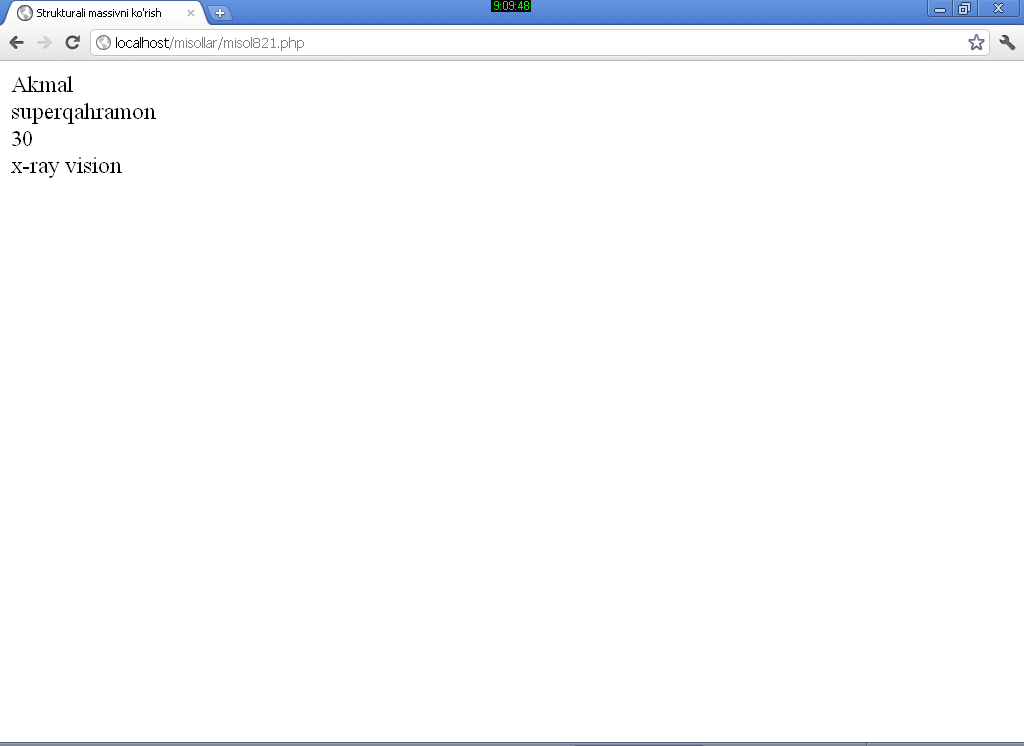 Strukturali massivni ko'rish
9:09:48
localhost/misollar/misol821.php
Akmal
superqahramon
30
x-ray vision